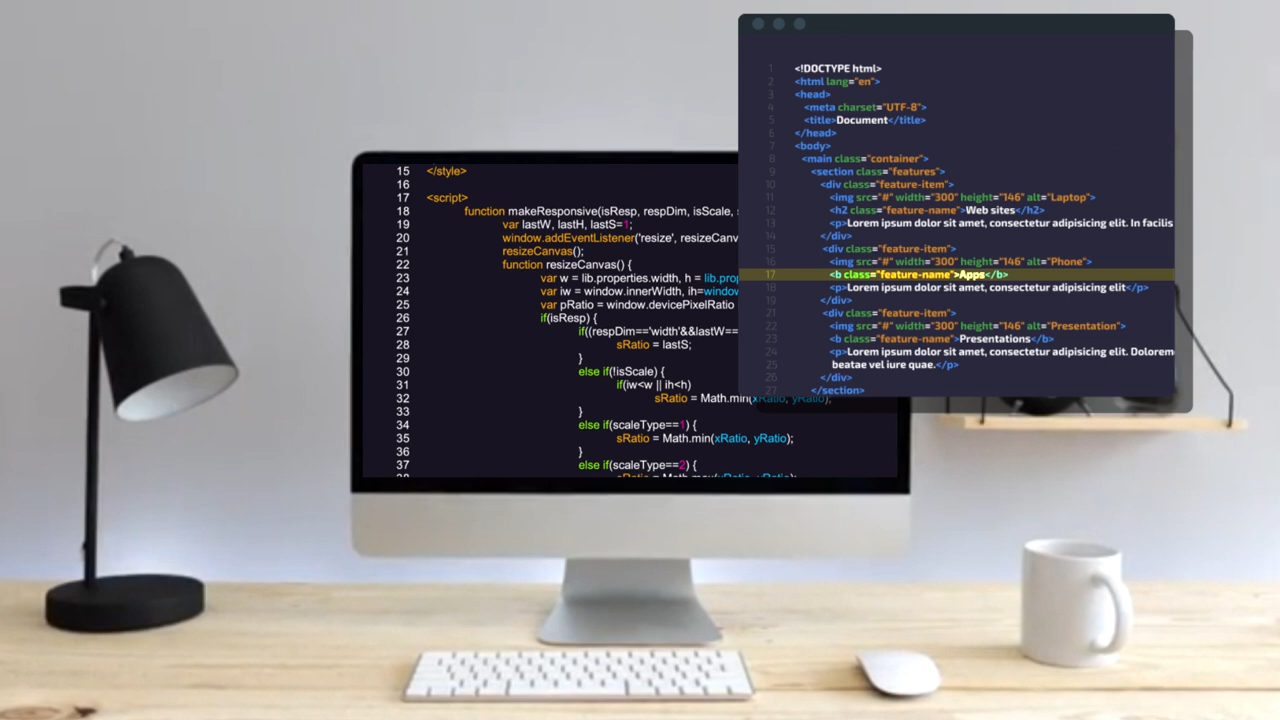 15 </style>
16
17 <script>
18 function makeResponsive(isResp, respDim, isScale,
19 var lastW, lastH, lastS=1;
20 window.addEventListener('resize', resizeCanv
21 resizeCanvas();
22 function resizeCanvas() {
23 var w = lib.properties.width, h = lib.prop
24 var iw = window.innerWidth, ih=window
25 var pRatio = window.devicePixelRatio
26 if(isResp) {
27 if((respDim=='width'&&lastW==
28 sRatio = lastS;
29 }
30 else if(!isScale) {
31 if(iw<w || ih<h)
32 sRatio = Math.min(xRatio, yRatio);
33 }
34 else if(scaleType==1) {
35 sRatio = Math.min(xRatio, yRatio);
36 }
37 else if(scaleType==2) {
1 <!DOCTYPE html>
2 <html lang="en">
3 <head>
4 <meta charset="UTF-8">
5 <title>Document</title>
6 </head>
7 <body>
8 <main class="container">
9 <section class="features">
10 <div class="feature-item">
11 <img src="#" width="300" height="146" alt="Laptop">
12 <h2 class="feature-name">Web sites</h2>
13 <p>Lorem ipsum dolor sit amet, consectetur adipisicing elit. In facilis
14 </div>
15 <div class="feature-item">
16 <img src="#" width="300" height="146" alt="Phone">
17 <b class="feature-name">Apps</b>
18 <p>Lorem ipsum dolor sit amet, consectetur adipisicing elit</p>
19 </div>
21 <div class="feature-item">
22 <img src="#" width="300" height="146" alt="Presentation">
23 <b class="feature-name">Presentations</b>
24 <p>Lorem ipsum dolor sit amet, consectetur adipisicing elit. Dolorem
25 beatae vel iure quae.</p>
26 </div>
27 </section>